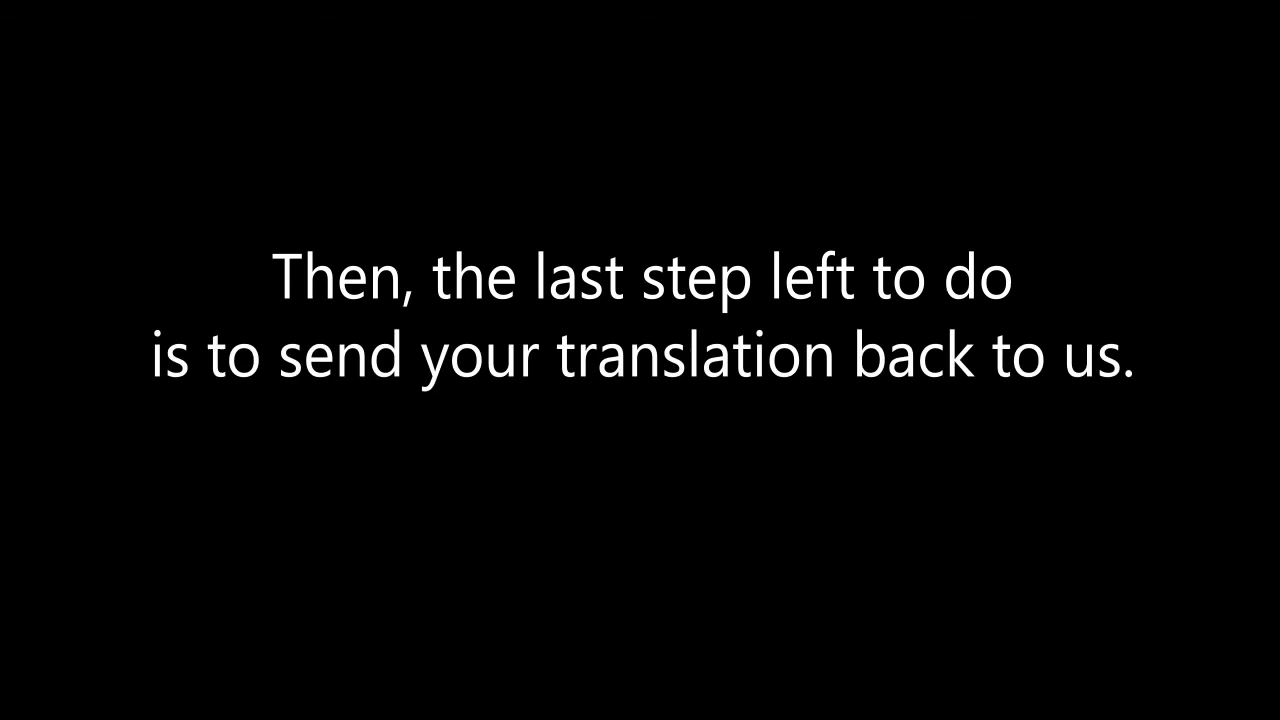 Then, the last step left to do
is to send your translation back to us.